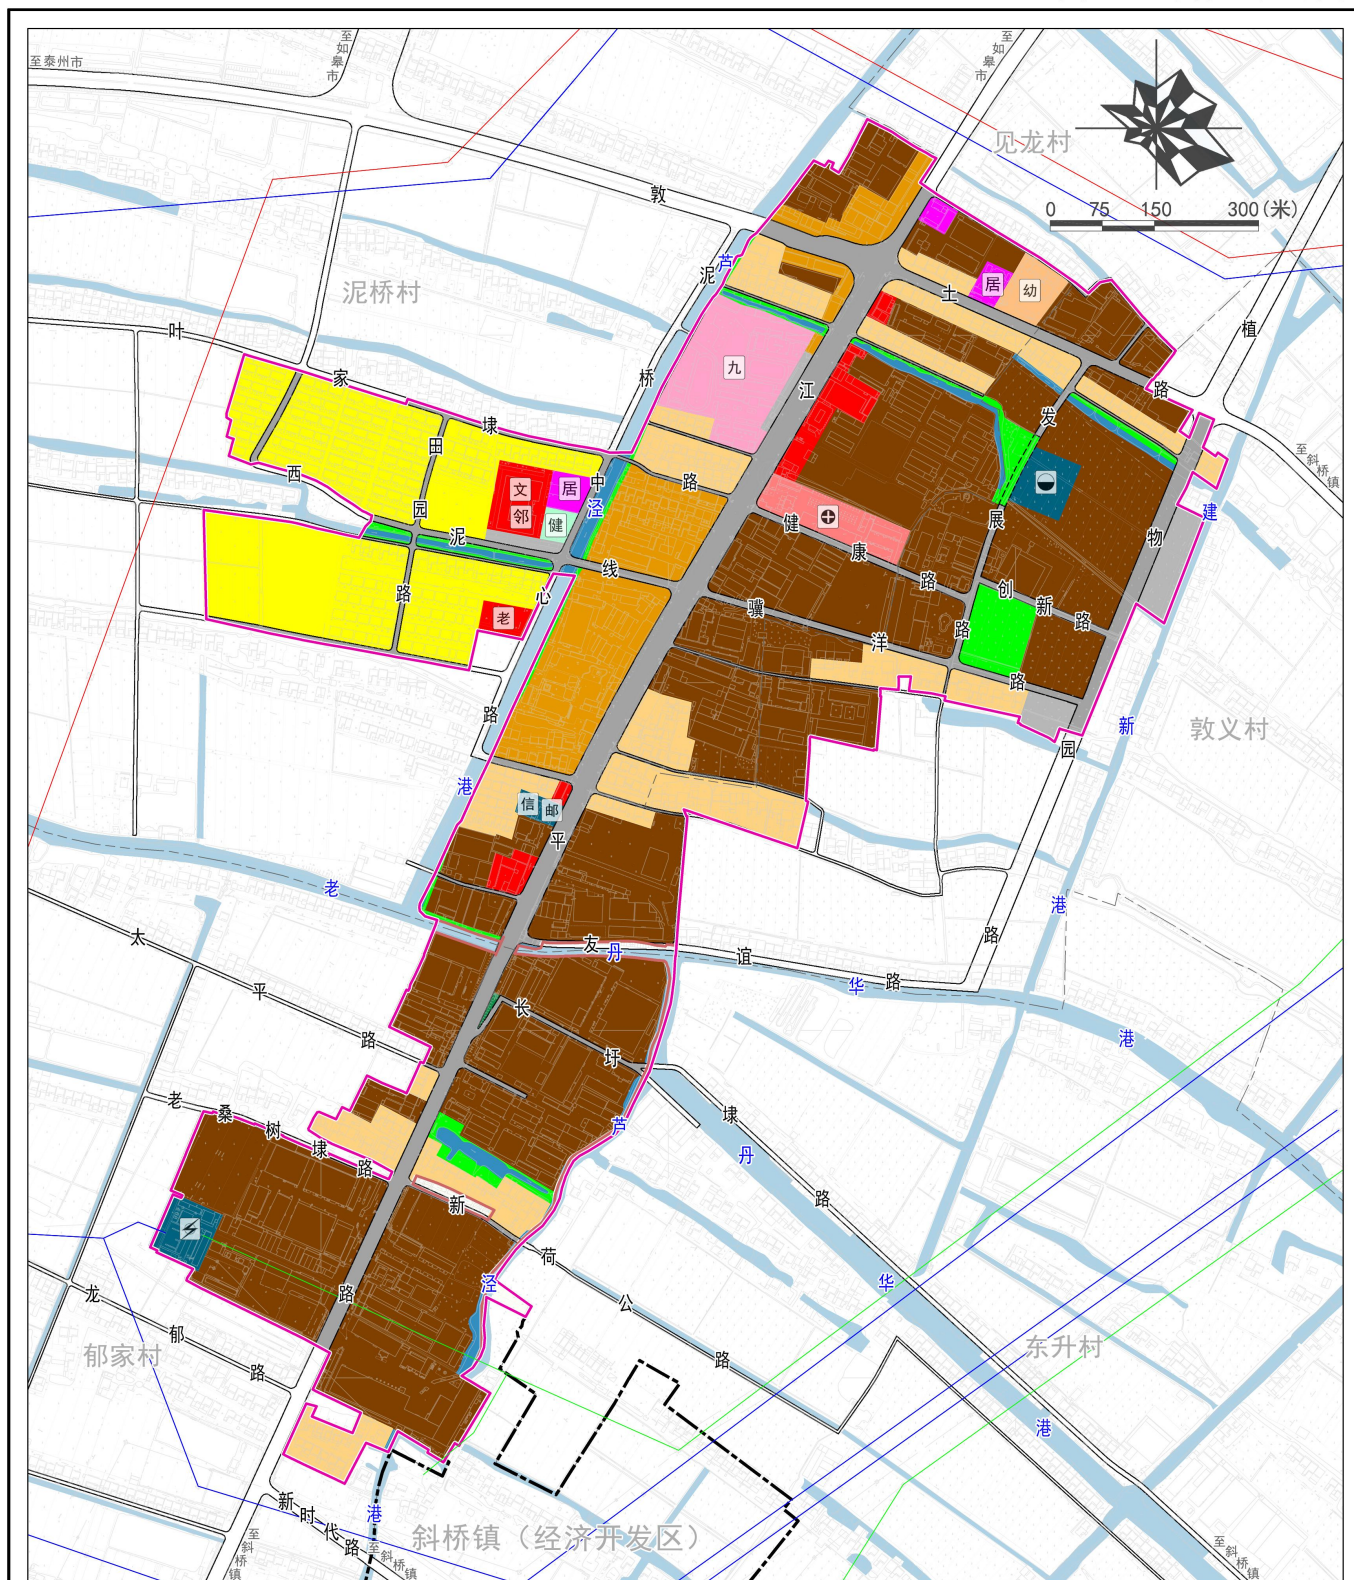 至泰州市
至如皋市
至如皋市
见龙村
0 75 150 300(米)
敦土路
泥桥中心路
芦泾港
泥桥村
叶家埭路
居
幼
九
江平路
植物园路
发展路
至斜桥镇
西泥线
田园路
文
居
邻
健
老
健康路
创新路
骥洋路
建新港
敦义村
信
邮
老丹华港
友谊路
太平路
长圩埭路
丹华港
芦泾港
老桑树埭路
新荷公路
龙郁路
郁家村
东升村
新时代路
斜桥镇（经济开发区）
至斜桥镇
至斜桥镇
至斜桥镇